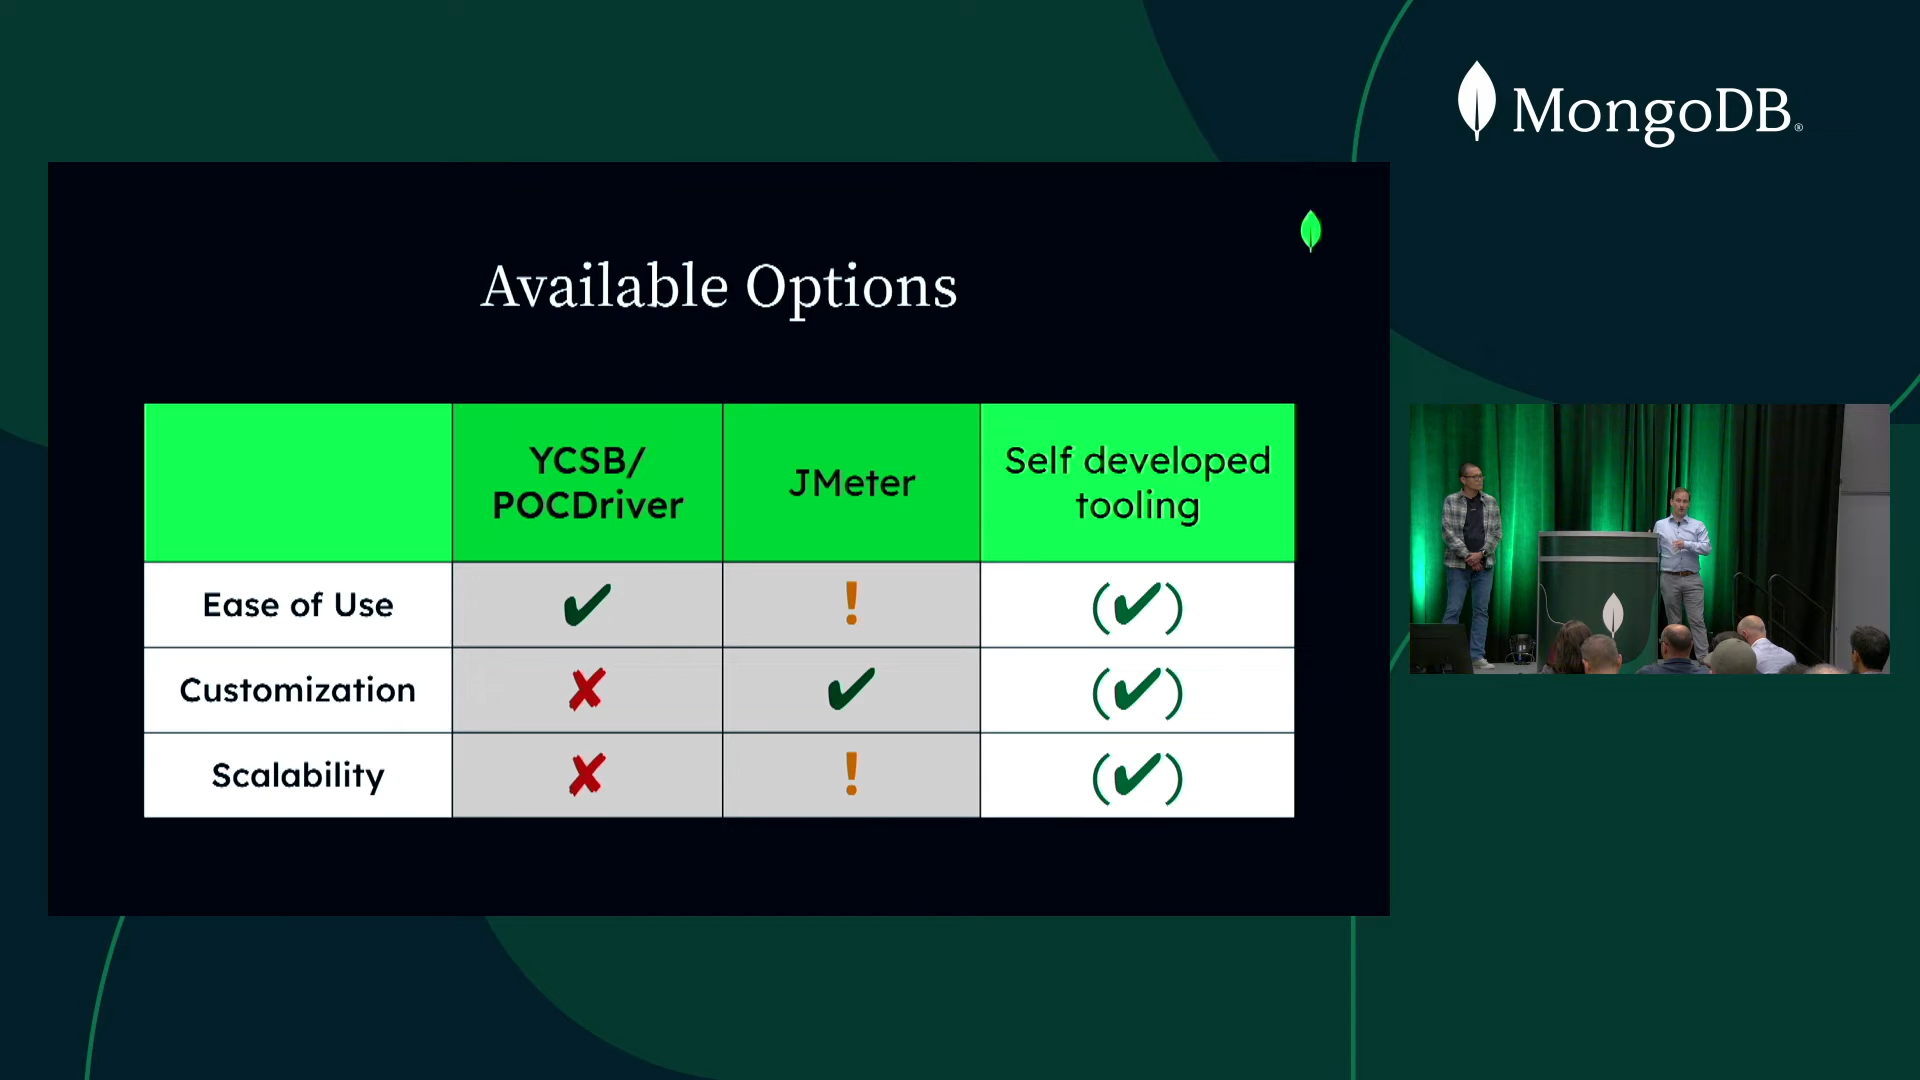 MongoDB®
Available Options
YCSB/
POCDriver
JMeter
Self developed
tooling
Ease of Use
✔
!
(✔)
Customization
✘
✔
(✔)
Scalability
✘
!
(✔)